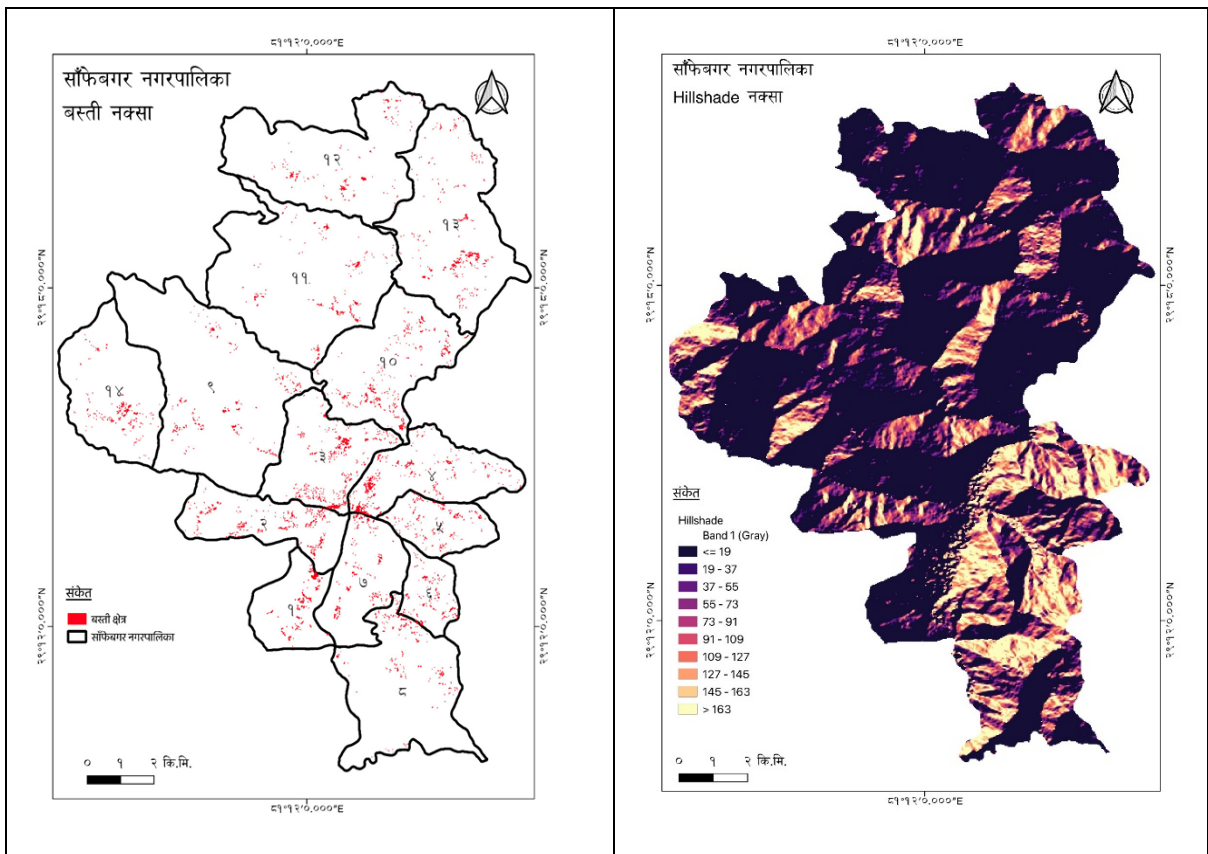 ८१°१२'०.०००"E
साँफेबगर नगरपालिका
बस्ती नक्सा
१२
१३
११
१०
१४
९
३
४
२
५
१
७
६
८
२९°१८'०.०००"N
२९°१८'०.०००"N
२९°१२'०.०००"N
२९°१२'०.०००"N
संकेत
बस्ती क्षेत्र
साँफेबगर नगरपालिका
० १ २ कि.मि.
८१°१२'०.०००"E
८१°१२'०.०००"E
साँफेबगर नगरपालिका
Hillshade नक्सा
२९°१८'०.०००"N
२९°१८'०.०००"N
संकेत
Hillshade
Band 1 (Gray)
<= 19
19 - 37
37 - 55
55 - 73
73 - 91
91 - 109
109 - 127
127 - 145
145 - 163
> 163
२९°१२'०.०००"N
२९°१२'०.०००"N
० १ २ कि.मि.
८१°१२'०.०००"E